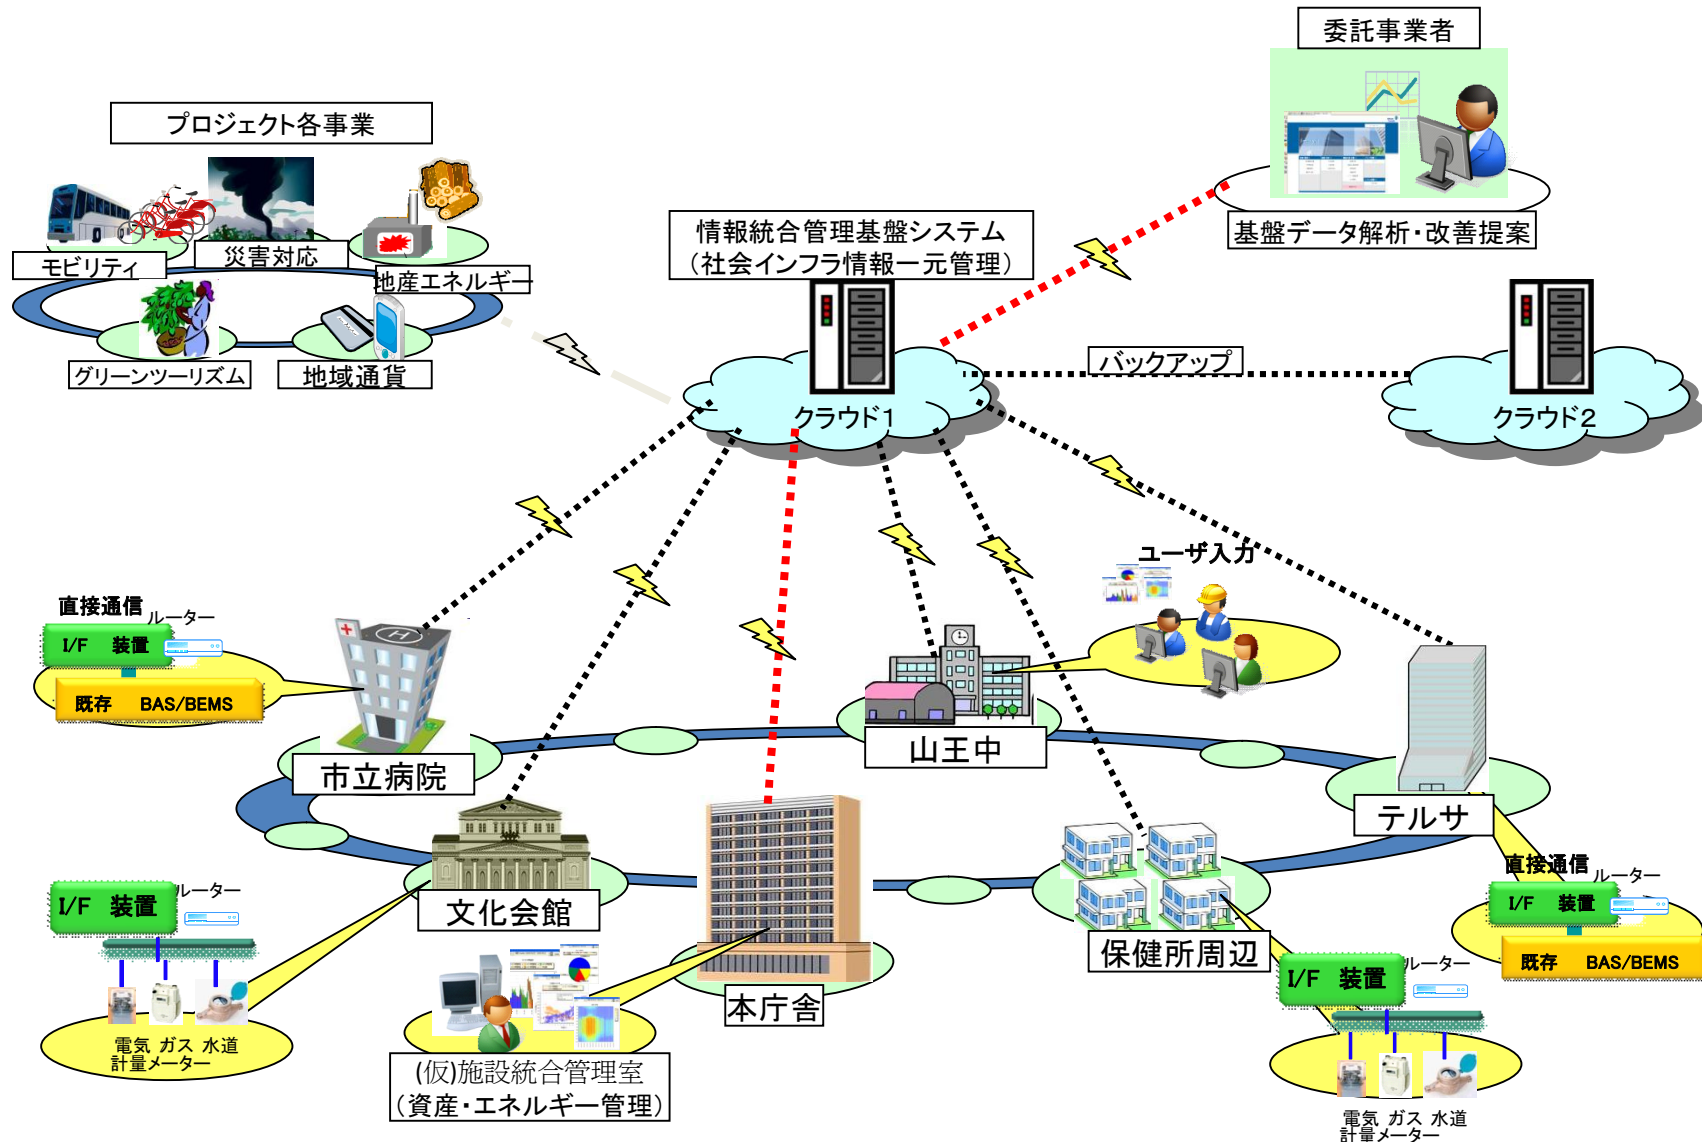 委託事業者
プロジェクト各事業
モビリティ
災害対応
地産エネルギー
グリーンツーリズム
地域通貨
情報統合管理基盤システム
（社会インフラ情報一元管理）
基盤データ解析・改善提案
バックアップ
クラウド1
クラウド2
ユーザ入力
直接通信
ルーター
I/F 装置
既存 BAS/BEMS
市立病院
山王中
テルサ
文化会館
本庁舎
保健所周辺
I/F 装置
ルーター
電気 ガス 水道
計量メーター
(仮)施設統合管理室
（資産・エネルギー管理）
直接通信
ルーター
I/F 装置
既存 BAS/BEMS
I/F 装置
ルーター
電気 ガス 水道
計量メーター